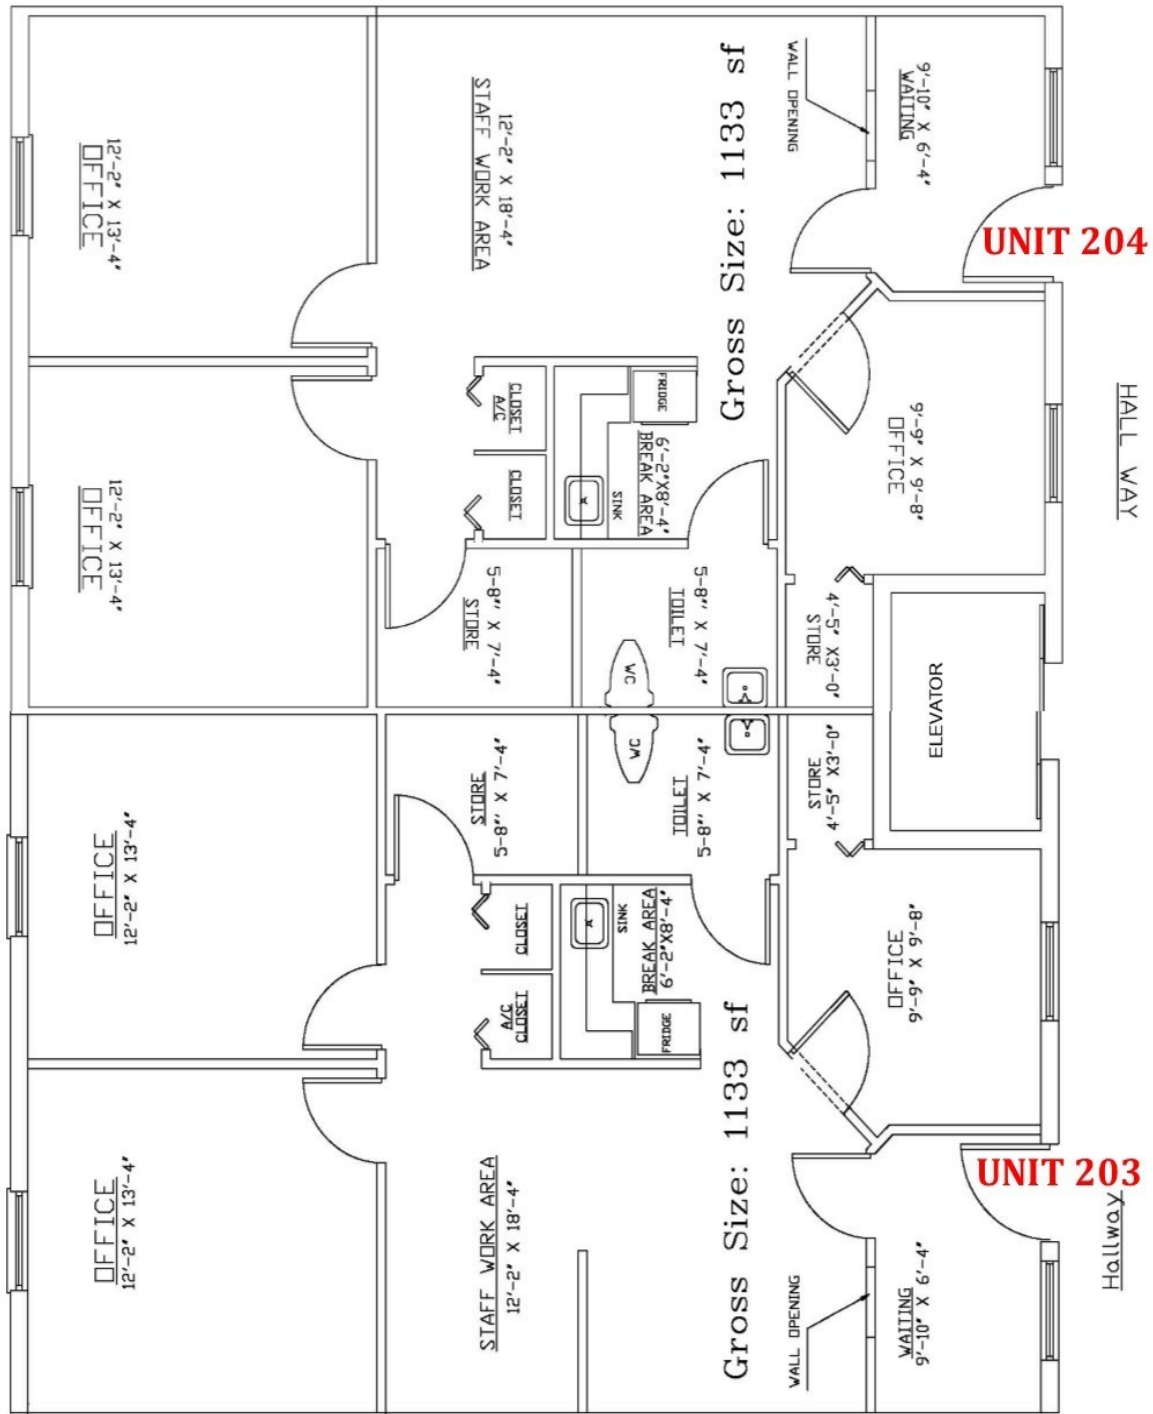 12'-2" X 13'-4"
OFFICE
12'-2" X 18'-4"
STAFF WORK AREA
Gross Size: 1133 sf
WALL OPENING
9'-10" X 6'-4"
WAITING
UNIT 204
HALL WAY
12'-2" X 13'-4"
OFFICE
A/C
CLOSET
CLOSET
FRIDGE
6'-2"X8'-4"
BREAK AREA
SINK
9'-9" X 9'-8"
OFFICE
5-8"' X 7'-4"
STORE
5-8"' X 7'-4"
TOILET
WC
4'-5" X3'-0"
STORE
ELEVATOR
OFFICE
12'-2" X 13'-4"
STORE
5-8"' X 7'-4"
WC
TOILET
5-8"' X 7'-4"
STORE
4'-5" X3'-0"
CLOSET
A/C
CLOSET
SINK
BREAK AREA
6'-2"X8'-4"
FRIDGE
OFFICE
9'-9" X 9'-8"
OFFICE
12'-2" X 13'-4"
STAFF WORK AREA
12'-2" X 18'-4"
Gross Size: 1133 sf
WALL OPENING
WAITING
9'-10" X 6'-4"
UNIT 203
Hallway